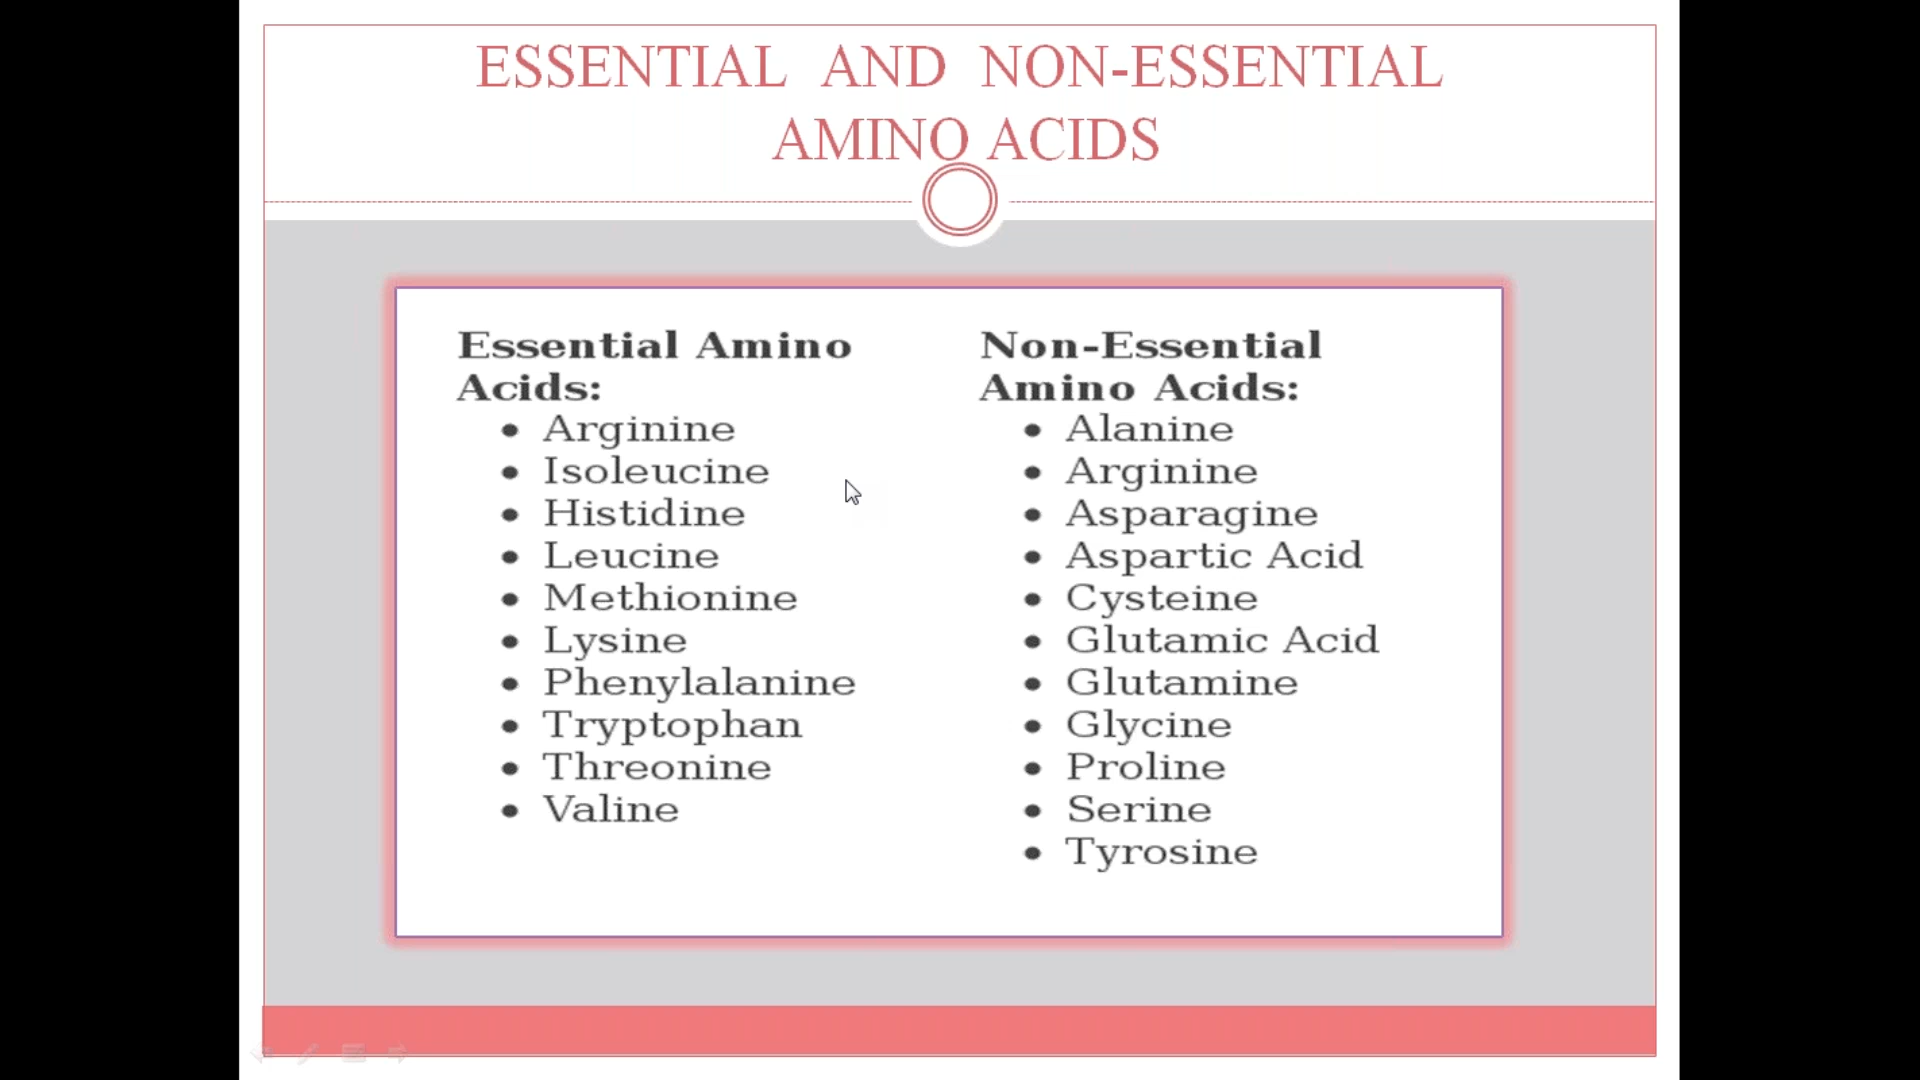 ESSENTIAL AND NON-ESSENTIAL
AMINO ACIDS
Essential Amino
Acids:
• Arginine
• Isoleucine
• Histidine
• Leucine
• Methionine
• Lysine
• Phenylalanine
• Tryptophan
• Threonine
• Valine
Non-Essential
Amino Acids:
• Alanine
• Arginine
• Asparagine
• Aspartic Acid
• Cysteine
• Glutamic Acid
• Glutamine
• Glycine
• Proline
• Serine
• Tyrosine